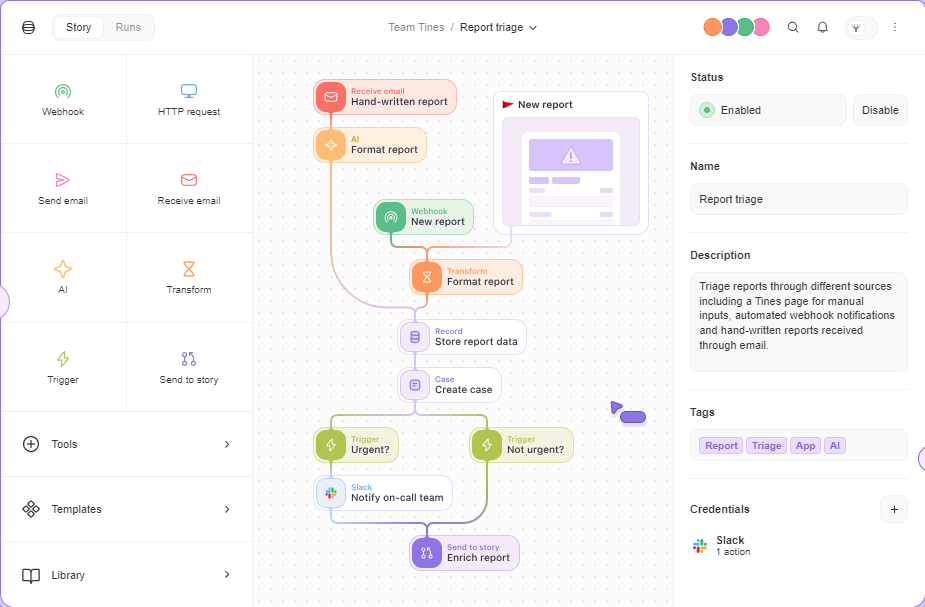 Story
Runs
Team Tines / Report triage
Webhook
HTTP request
Send email
Receive email
AI
Transform
Trigger
Send to story
Tools
Templates
Library
Receive email
Hand-written report
AI
Format report
New report
Webhook
New report
Transform
Format report
Record
Store report data
Case
Create case
Trigger
Urgent?
Trigger
Not urgent?
Slack
Notify on-call team
Send to story
Enrich report
Status
Enabled
Disable
Name
Report triage
Description
Triage reports through different sources
including a Tines page for manual
inputs, automated webhook notifications
and hand-written reports received
through email.
Tags
Report Triage App AI
Credentials
Slack
1 action